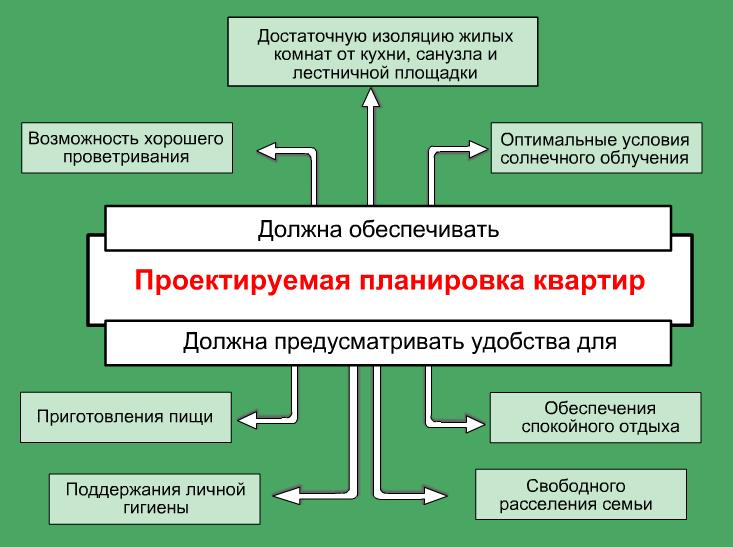 Достаточную изоляцию жилых
комнат от кухни, санузла и
лестничной площадки
Возможность хорошего
проветривания
Оптимальные условия
солнечного облучения
Должна обеспечивать
Проектируемая планировка квартир
Должна предусматривать удобства для
Приготовления пищи
Обеспечения
спокойного отдыха
Поддержания личной
гигиены
Свободного
расселения семьи